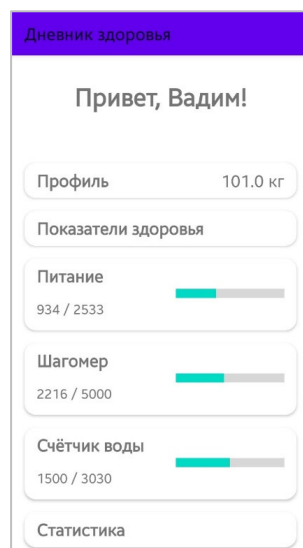 Дневник здоровья
Привет, Вадим!
Профиль 101.0 кг
Показатели здоровья
Питание
934 / 2533
Шагомер
2216 / 5000
Счётчик воды
1500 / 3030
Статистика